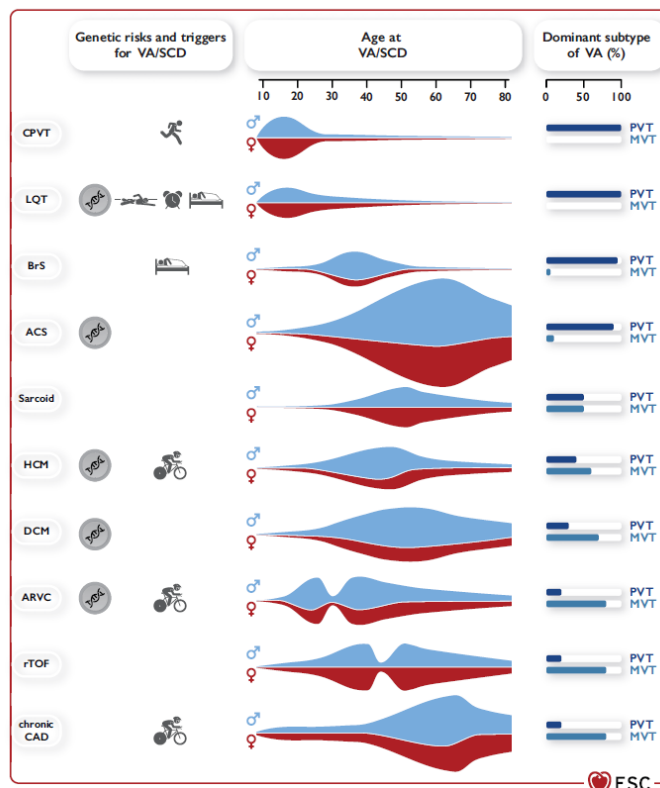 Genetic risks and triggers
for VA/SCD
Age at
VA/SCD
Dominant subtype
of VA (%)
10 20 30 40 50 60 70 80
0 50 100
CPVT
♂
♀
PVT
MVT
LQT
♂
♀
PVT
MVT
BrS
♂
♀
PVT
MVT
ACS
♂
♀
PVT
MVT
Sarcoid
♂
♀
PVT
MVT
HCM
♂
♀
PVT
MVT
DCM
♂
♀
PVT
MVT
ARVC
♂
♀
PVT
MVT
rTOF
♂
♀
PVT
MVT
chronic
CAD
♂
♀
PVT
MVT
ESC